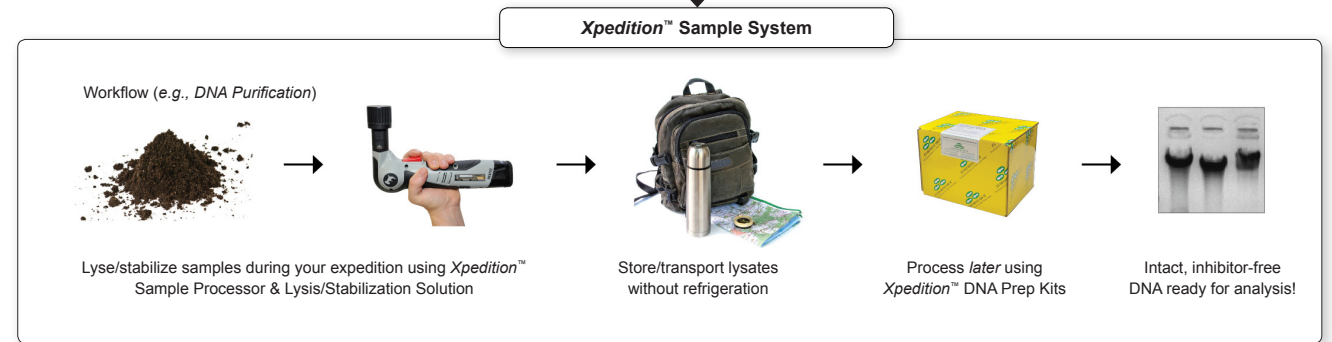 Xpedition™ Sample System
Workflow (e.g., DNA Purification)
Lyse/stabilize samples during your expedition using Xpedition™
Sample Processor & Lysis/Stabilization Solution
Store/transport lysates
without refrigeration
Process later using
Xpedition™ DNA Prep Kits
Intact, inhibitor-free
DNA ready for analysis!